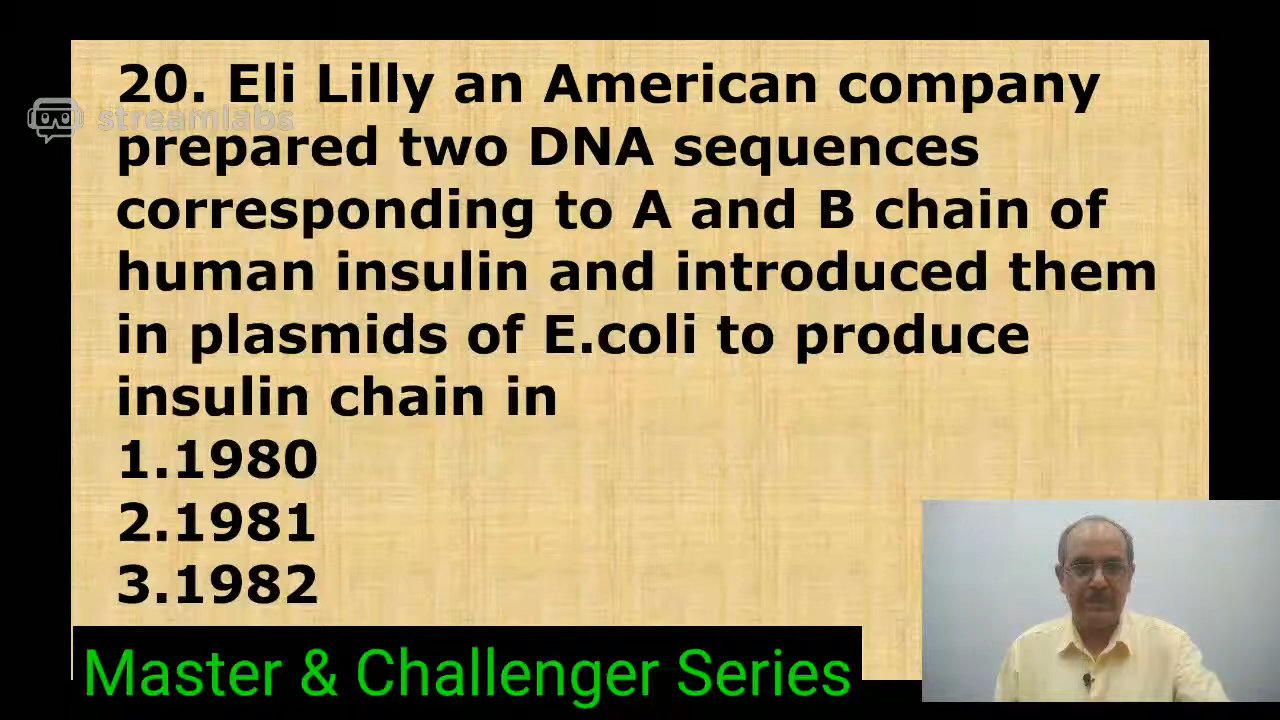 20. Eli Lilly an American company
streamlabs
prepared two DNA sequences
corresponding to A and B chain of
human insulin and introduced them
in plasmids of E.coli to produce
insulin chain in
1.1980
2.1981
3.1982
Master & Challenger Series